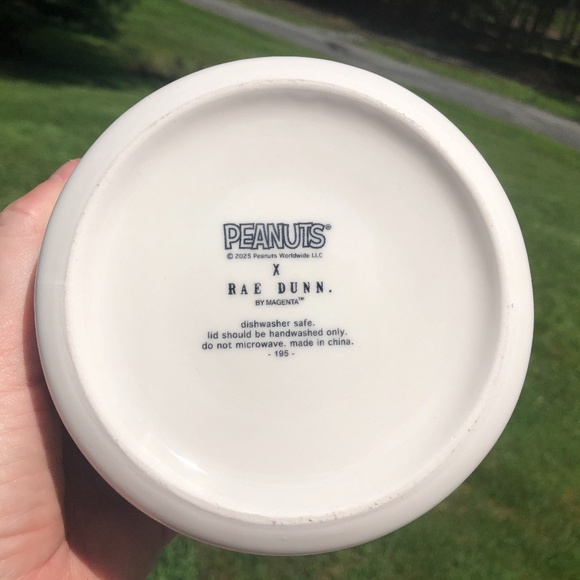 PEANUTS®
© 2025 Peanuts Worldwide LLC
X
RAE DUNN.
BY MAGENTA™
dishwasher safe.
lid should be handwashed only.
do not microwave. made in china.
- 195 -